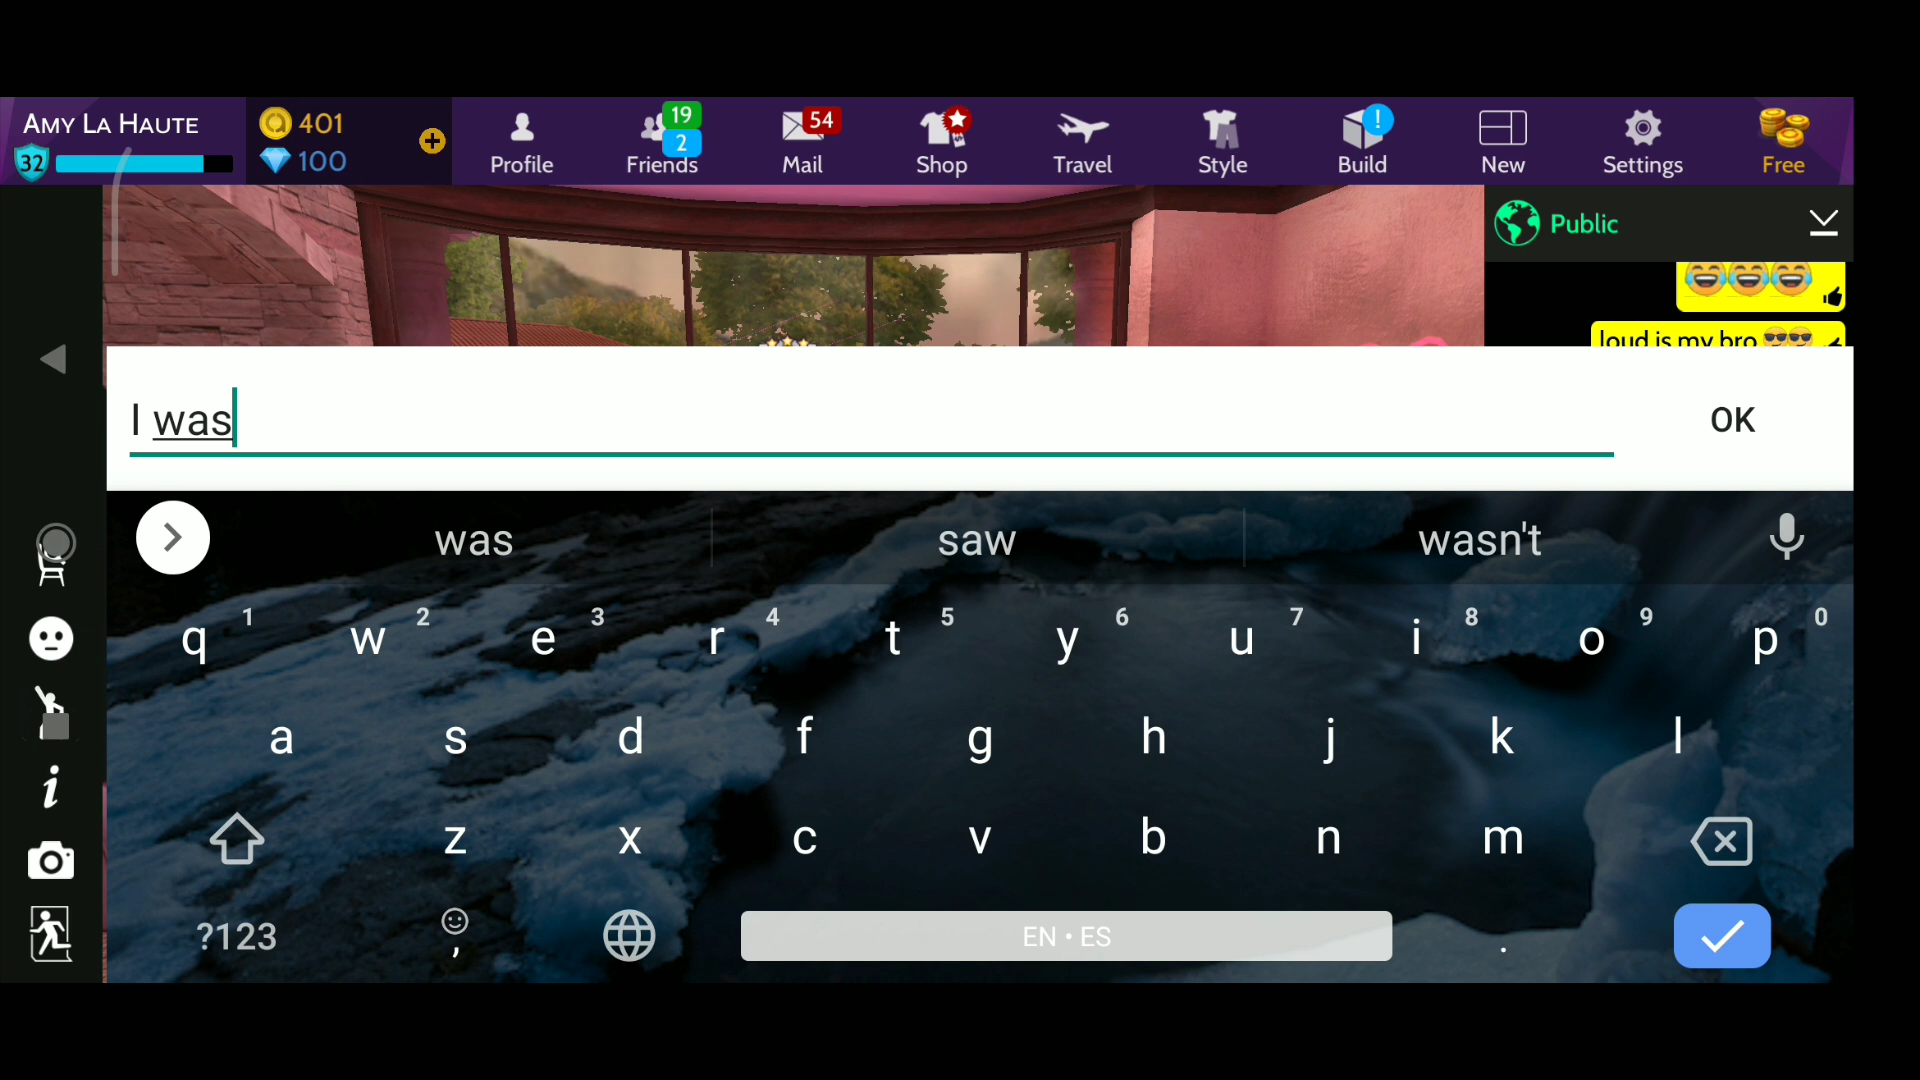 AMY LA HAUTE
32
401
100
Profile
19
2
Friends
54
Mail
Shop
Travel
Style
!
Build
New
Settings
Free
Public
😂😂😂
loud is my bro 😎😎
I was
OK
was saw wasn't
1 2 3 4 5 6 7 8 9 0
q w e r t y u i o p
a s d f g h j k l
z x c v b n m
?123 , EN • ES .